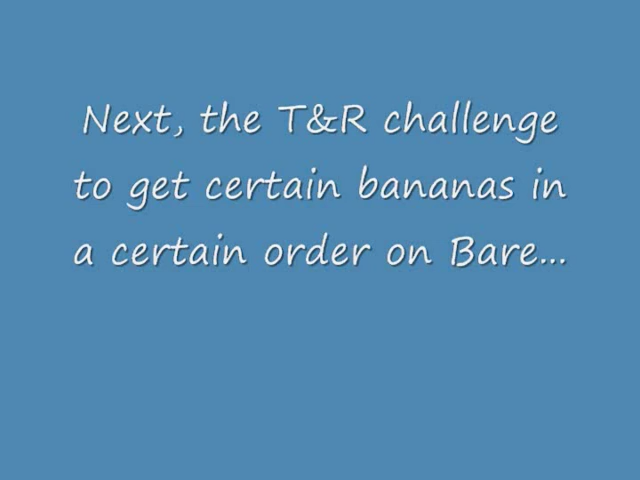 Next, the T&R challenge
to get certain bananas in
a certain order on Bare...